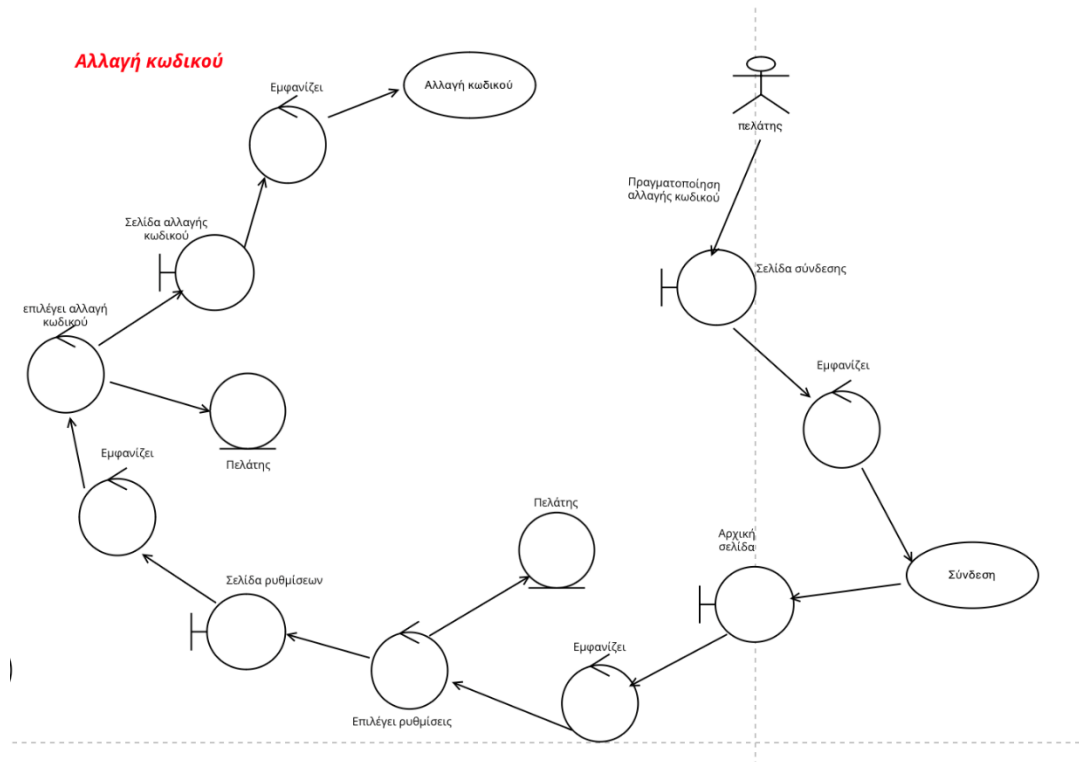 Αλλαγή κωδικού
Εμφανίζει
Αλλαγή κωδικού
πελάτης
Πραγματοποίηση
αλλαγής κωδικού
Σελίδα αλλαγής
κωδικού
Σελίδα σύνδεσης
επιλέγει αλλαγή
κωδικού
Εμφανίζει
Πελάτης
Εμφανίζει
Πελάτης
Αρχική
σελίδα
Σύνδεση
Σελίδα ρυθμίσεων
Εμφανίζει
Επιλέγει ρυθμίσεις